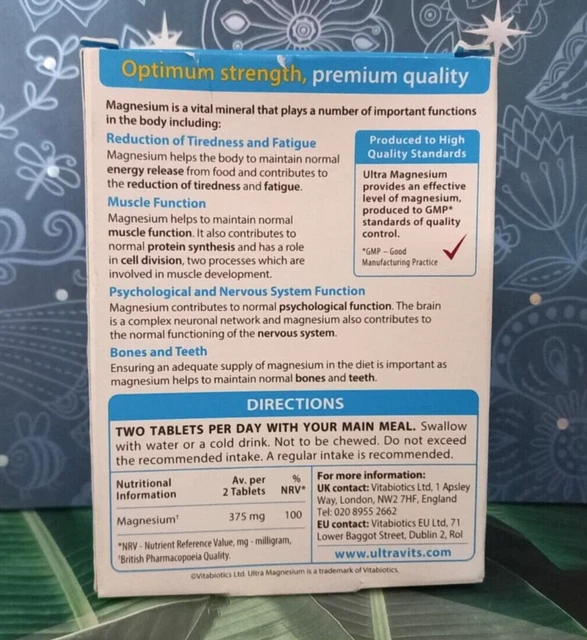 Optimum strength, premium quality
Magnesium is a vital mineral that plays a number of important functions
in the body including:
Reduction of Tiredness and Fatigue
Magnesium helps the body to maintain normal
energy release from food and contributes to
the reduction of tiredness and fatigue.
Muscle Function
Magnesium helps to maintain normal
muscle function. It also contributes to
normal protein synthesis and has a role
in cell division, two processes which are
involved in muscle development.
Produced to High
Quality Standards
Ultra Magnesium
provides an effective
level of magnesium,
produced to GMP*
standards of quality
control.
*GMP – Good
Manufacturing Practice
Psychological and Nervous System Function
Magnesium contributes to normal psychological function. The brain
is a complex neuronal network and magnesium also contributes to
the normal functioning of the nervous system.
Bones and Teeth
Ensuring an adequate supply of magnesium in the diet is important as
magnesium helps to maintain normal bones and teeth.
DIRECTIONS
TWO TABLETS PER DAY WITH YOUR MAIN MEAL. Swallow
with water or a cold drink. Not to be chewed. Do not exceed
the recommended intake. A regular intake is recommended.
Nutritional Information Av. per 2 Tablets % NRV*
Magnesium† 375 mg 100
*NRV - Nutrient Reference Value, mg - milligram,
†British Pharmacopoeia Quality.
For more information:
UK contact: Vitabiotics Ltd, 1 Apsley
Way, London, NW2 7HF, England
Tel: 020 8955 2662
EU contact: Vitabiotics EU Ltd, 71
Lower Baggot Street, Dublin 2, RoI
www.ultravits.com
©Vitabiotics Ltd. Ultra Magnesium is a trademark of Vitabiotics.